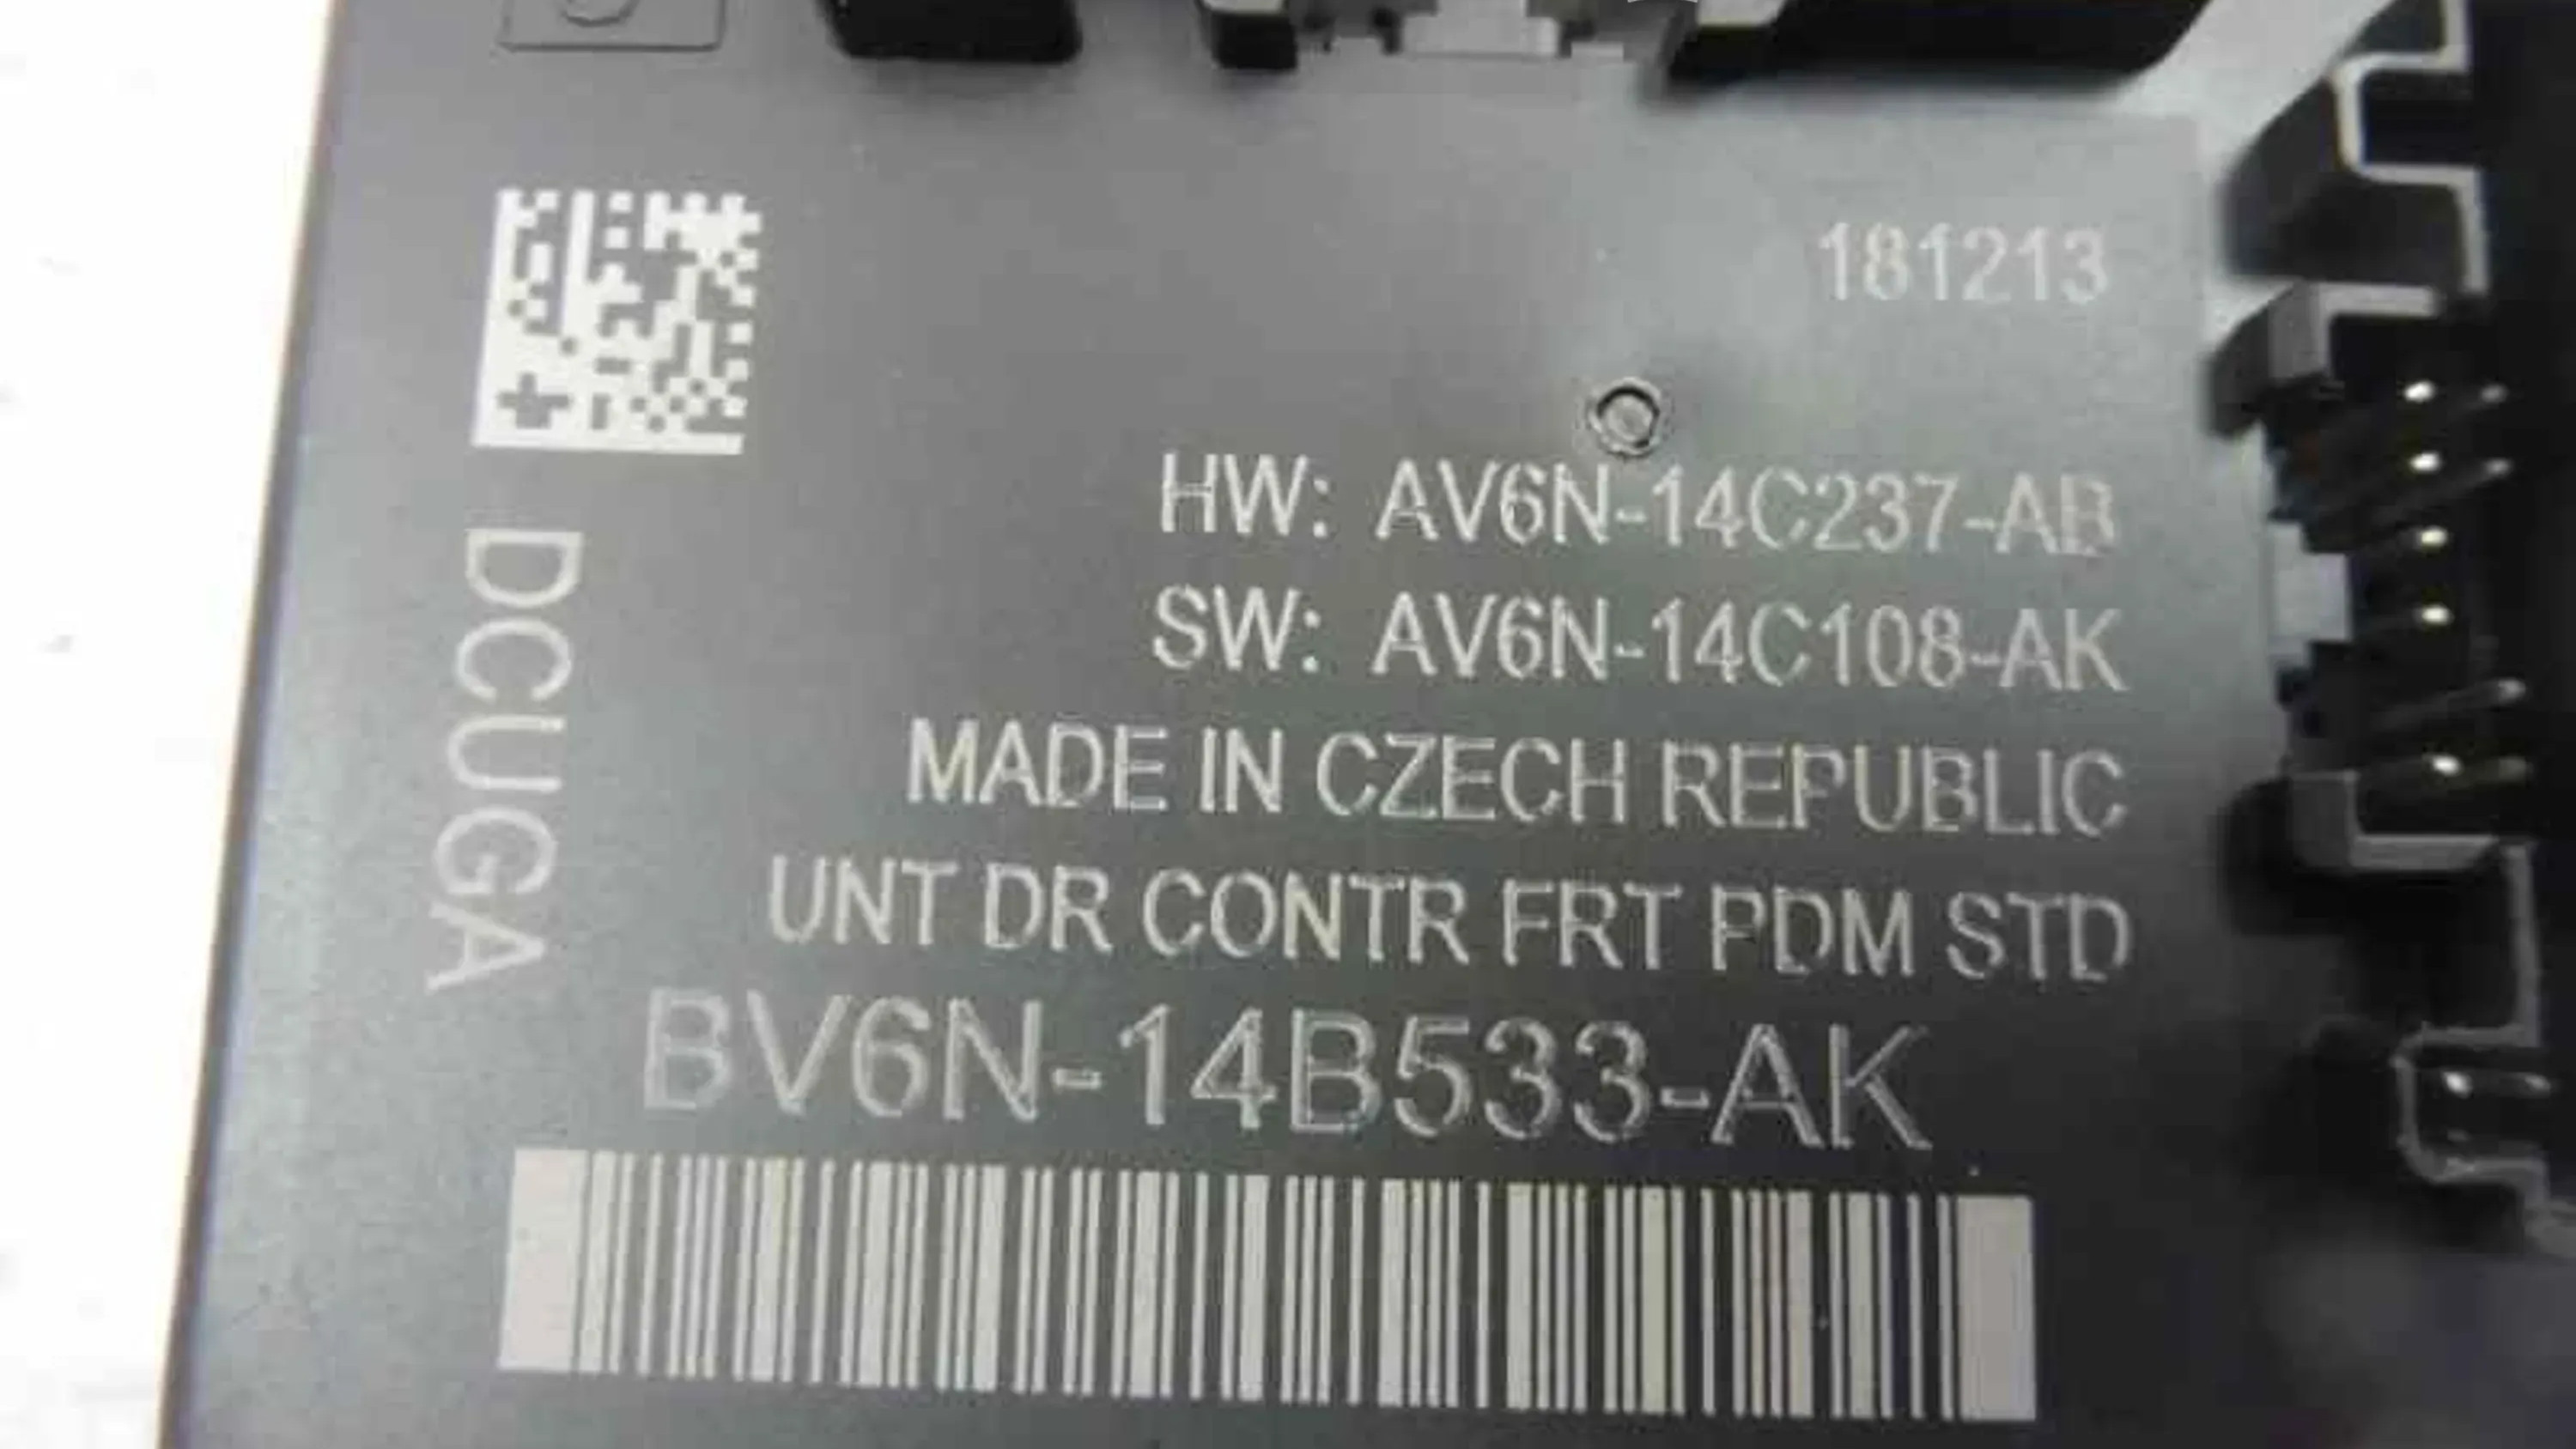 181213
HW: AV6N-14C237-AB
SW: AV6N-14C108-AK
MADE IN CZECH REPUBLIC
UNT DR CONTR FRT PDM STD
BV6N-14B533-AK
DCUGA